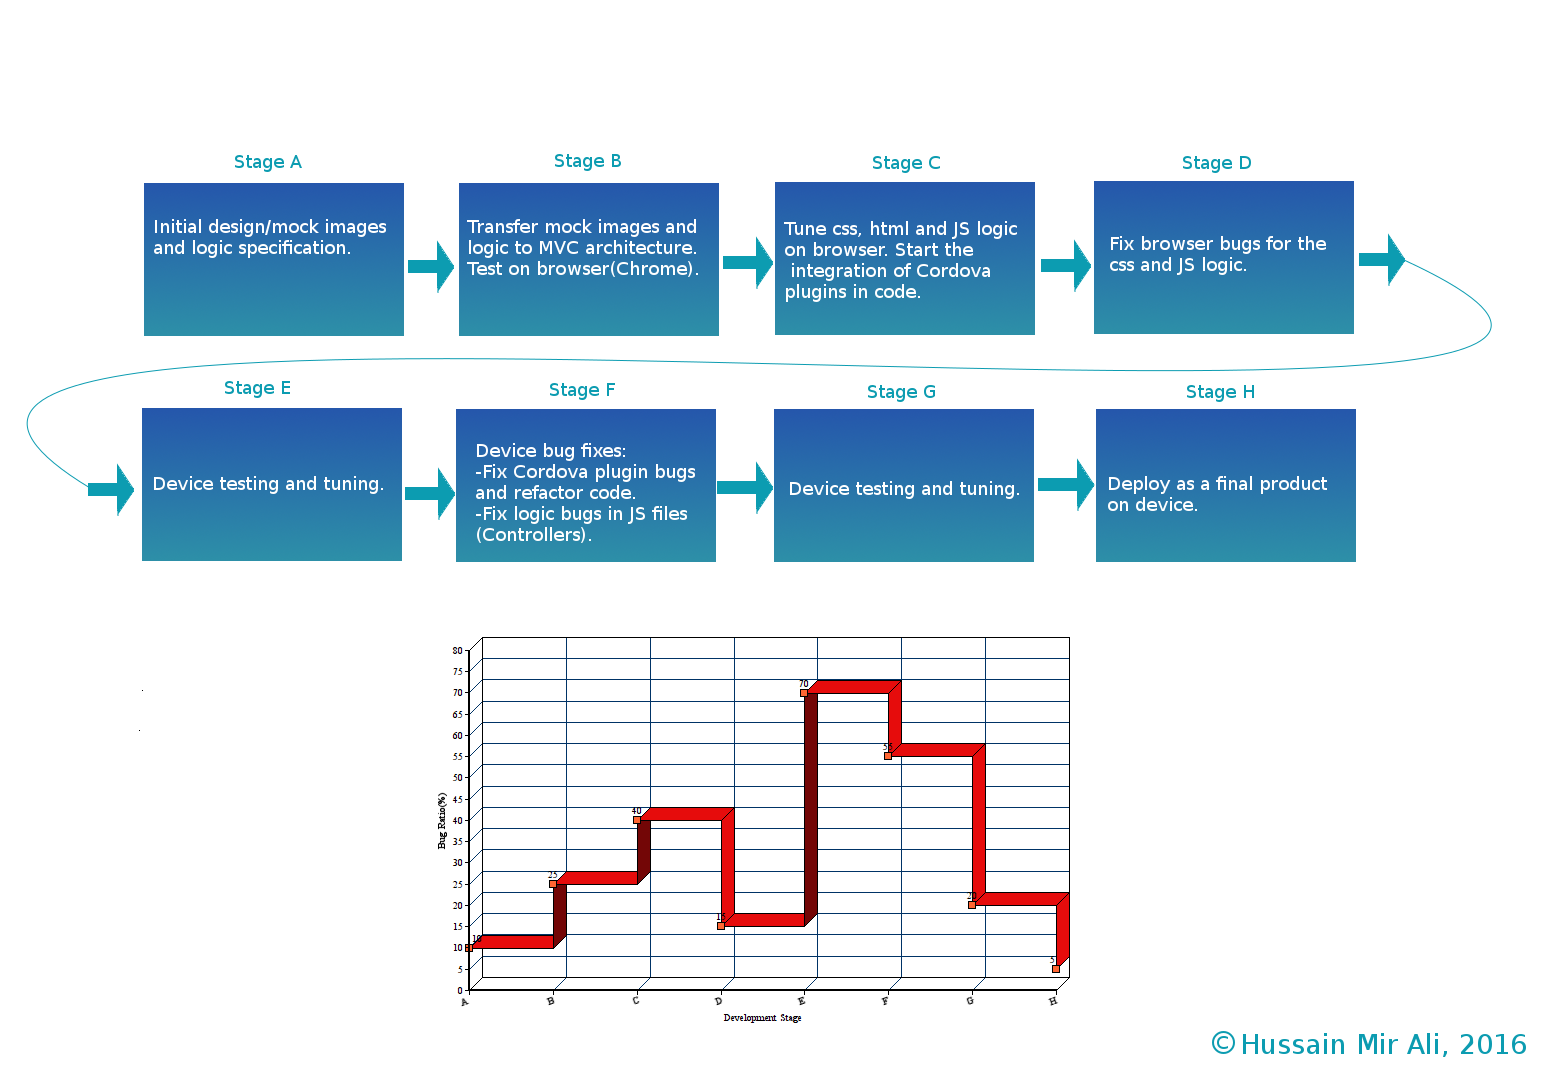 Stage A
Stage B
Stage C
Stage D
Initial design/mock images
and logic specification.
Transfer mock images and
logic to MVC architecture.
Test on browser(Chrome).
Tune css, html and JS logic
on browser. Start the
integration of Cordova
plugins in code.
Fix browser bugs for the
css and JS logic.
Stage E
Stage F
Stage G
Stage H
Device testing and tuning.
Device bug fixes:
-Fix Cordova plugin bugs
and refactor code.
-Fix logic bugs in JS files
(Controllers).
Device testing and tuning.
Deploy as a final product
on device.
Bug Ratio(%)
80
75
70
65
60
55
50
45
40
35
30
25
20
15
10
5
0
10
25
40
15
70
55
20
5
A
B
C
D
E
F
G
H
Development Stage
©Hussain Mir Ali, 2016